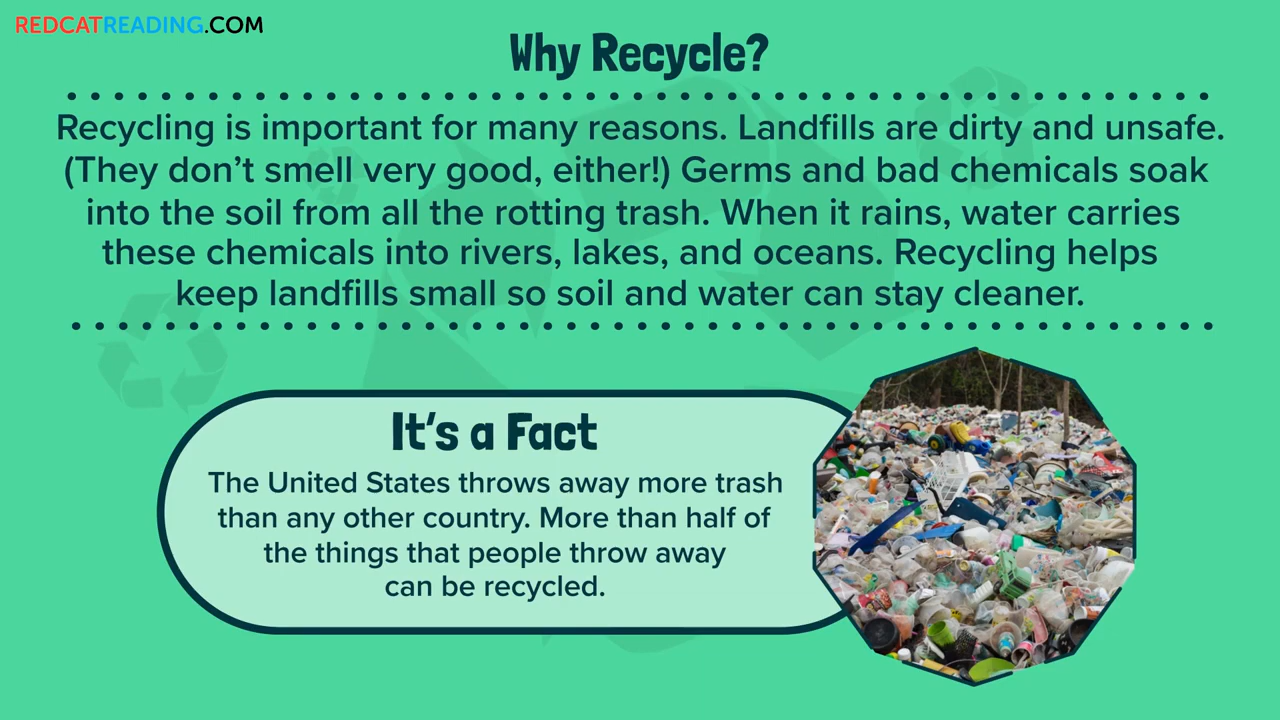 REDCATREADING.COM
Why Recycle?
Recycling is important for many reasons. Landfills are dirty and unsafe.
(They don’t smell very good, either!) Germs and bad chemicals soak
into the soil from all the rotting trash. When it rains, water carries
these chemicals into rivers, lakes, and oceans. Recycling helps
keep landfills small so soil and water can stay cleaner.
It’s a Fact
The United States throws away more trash
than any other country. More than half of
the things that people throw away
can be recycled.